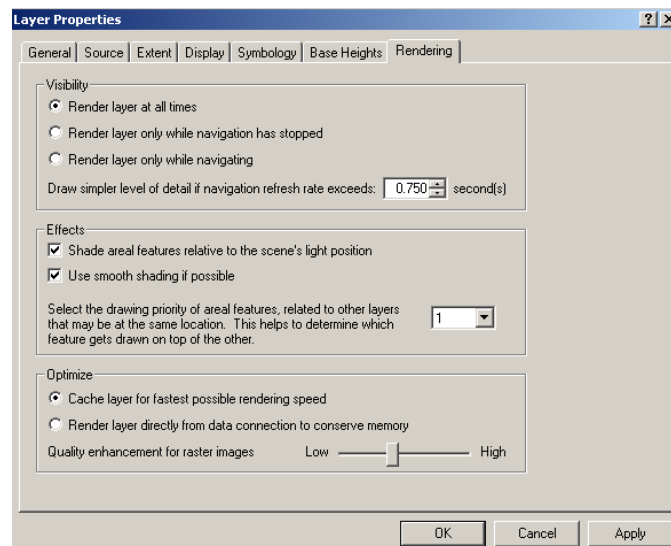 Layer Properties
General Source Extent Display Symbology Base Heights Rendering
Visibility
Render layer at all times
Render layer only while navigation has stopped
Render layer only while navigating
Draw simpler level of detail if navigation refresh rate exceeds: 0.750 second(s)
Effects
Shade areal features relative to the scene's light position
Use smooth shading if possible
Select the drawing priority of areal features, related to other layers
that may be at the same location. This helps to determine which
feature gets drawn on top of the other.
1
Optimize
Cache layer for fastest possible rendering speed
Render layer directly from data connection to conserve memory
Quality enhancement for raster images Low High
OK Cancel Apply